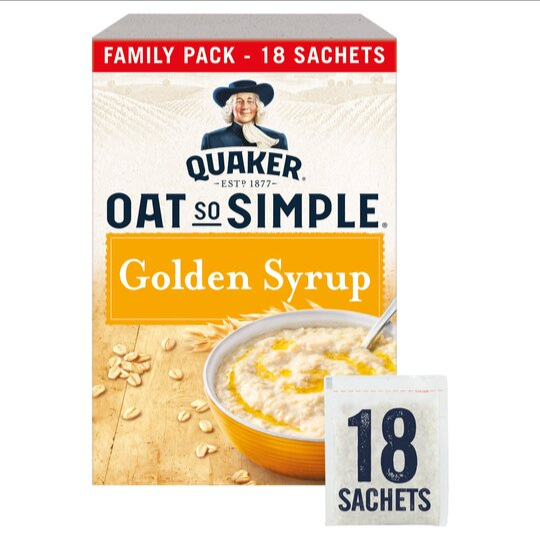 FAMILY PACK - 18 SACHETS
QUAKER®
-ESTD 1877-
OAT SO SIMPLE®
Golden Syrup
18
SACHETS